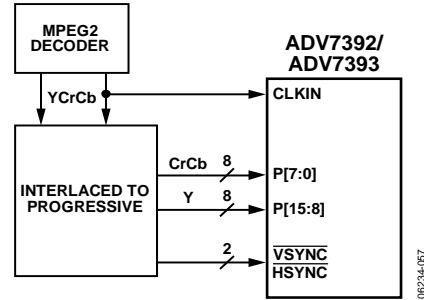 MPEG2
DECODER
YCrCb
ADV7392/
ADV7393
CLKIN
INTERLACED TO
PROGRESSIVE
CrCb 8
P[7:0]
Y 8
P[15:8]
2
VSYNC
HSYNC
06234-057